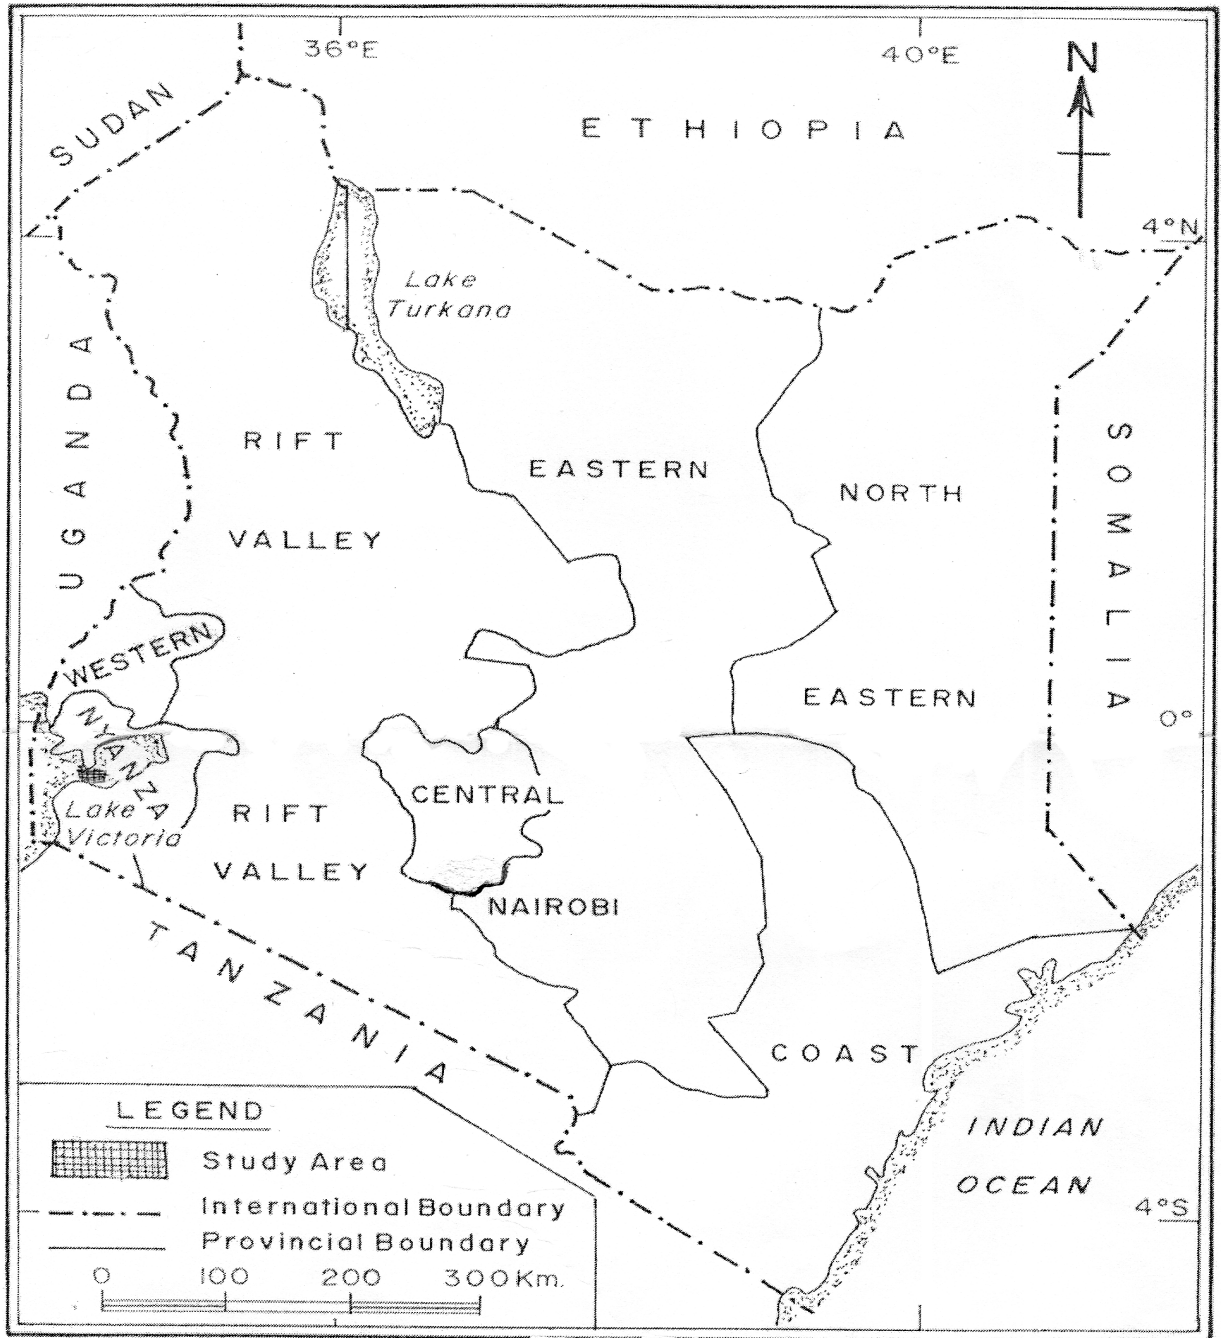 36°E
40°E
N
SUDAN
ETHIOPIA
4°N
Lake
Turkana
UGANDA
RIFT
VALLEY
EASTERN
NORTH
EASTERN
SOMALIA
WESTERN
NYANZA
0°
Lake
Victoria
RIFT
VALLEY
CENTRAL
NAIROBI
TANZANIA
COAST
INDIAN
OCEAN
4°S
LEGEND
Study Area
International Boundary
Provincial Boundary
0 100 200 300Km.